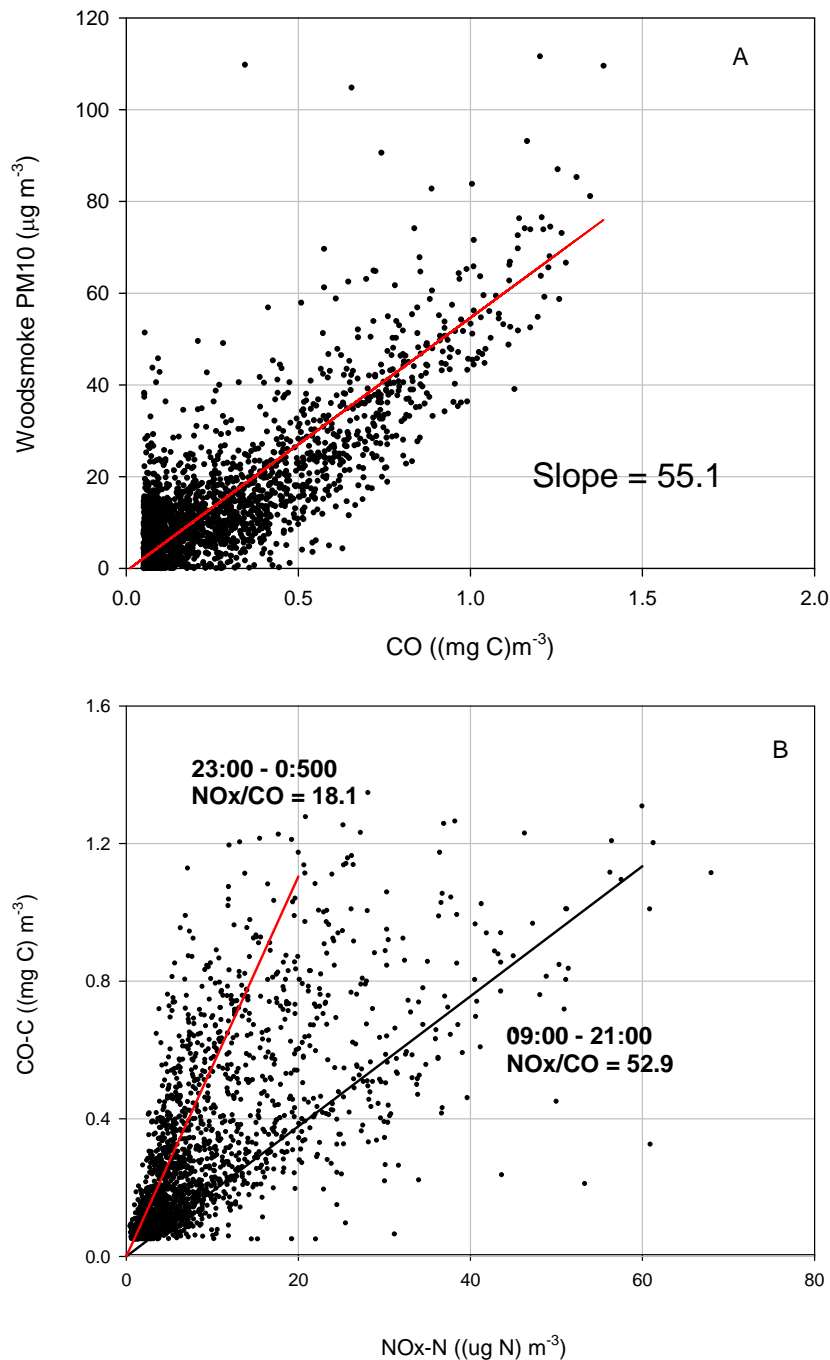 120
100
80
60
40
20
0
Woodsmoke PM10 (μg m⁻³)
A
Slope = 55.1
0.0 0.5 1.0 1.5 2.0
CO ((mg C)m⁻³)
1.6
1.2
0.8
0.4
0.0
CO-C ((mg C) m⁻³)
B
23:00 - 0:500
NOx/CO = 18.1
09:00 - 21:00
NOx/CO = 52.9
0 20 40 60 80
NOx-N ((ug N) m⁻³)